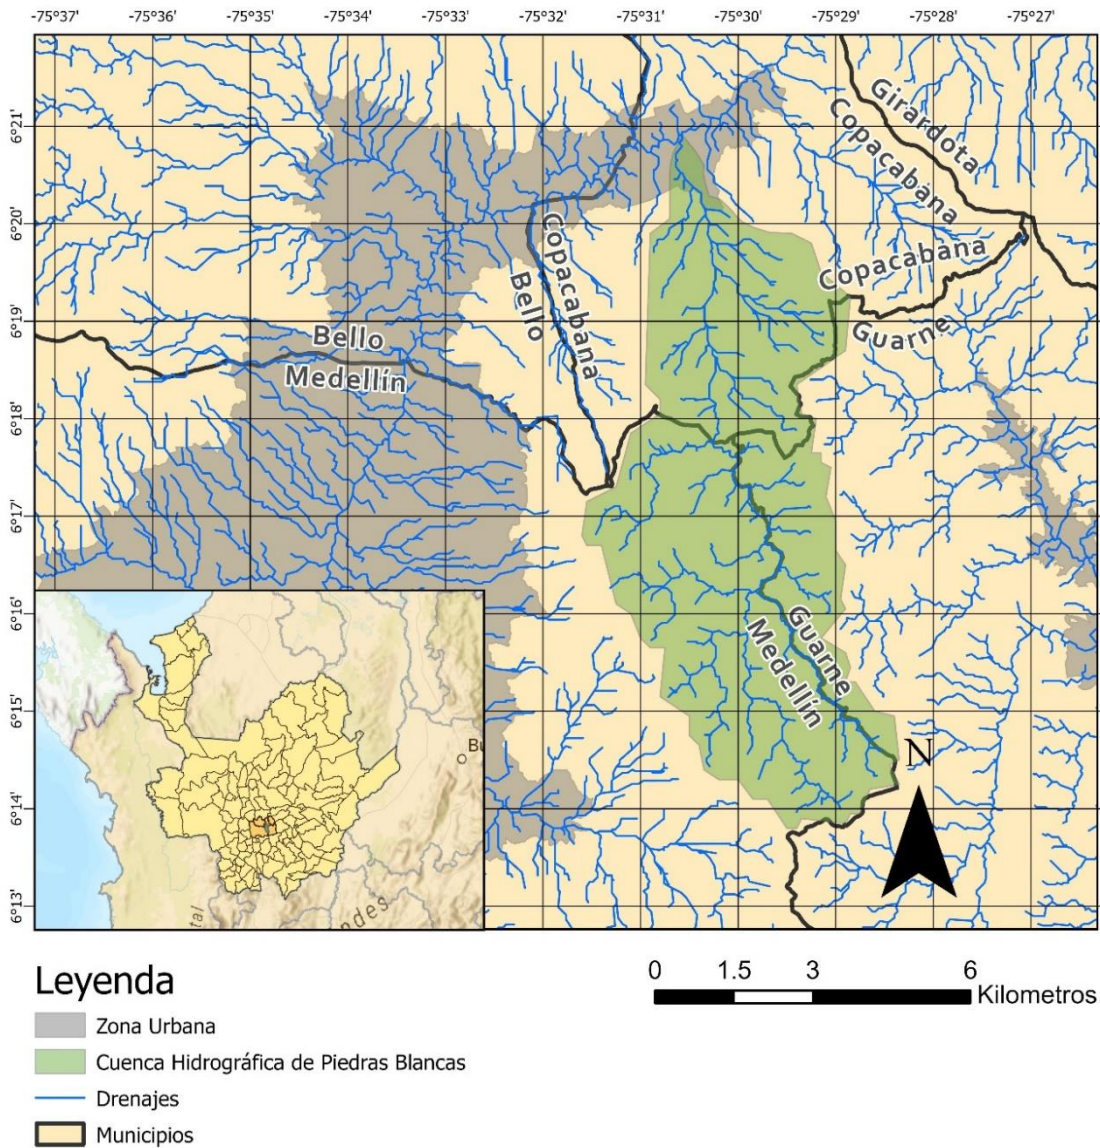 -75°37' -75°36' -75°35' -75°34' -75°33' -75°32' -75°31' -75°30' -75°29' -75°28' -75°27'
6°21'
6°20'
6°19'
6°18'
6°17'
6°16'
6°15'
6°14'
6°13'
Girardota
Copacabana
Copacabana
Guarne
Copacabana
Bello
Bello
Medellín
Guarne
Medellín
N
Bu
tal
ndes
Leyenda
Zona Urbana
Cuenca Hidrográfica de Piedras Blancas
Drenajes
Municipios
0 1.5 3 6
Kilometros